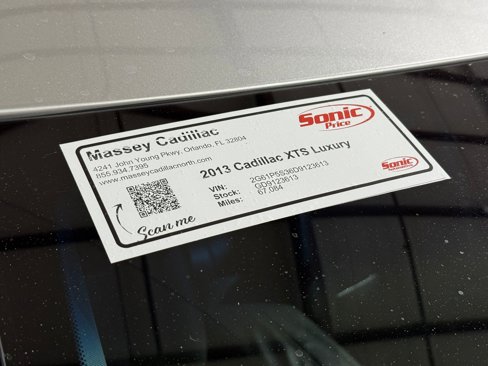 Massey Cadillac
4241 John Young Pkwy, Orlando, FL 32804
855.934.7395
www.masseycadillacnorth.com
Sonic
Price
2013 Cadillac XTS Luxury
VIN: 2G61P5S36D9123613
Stock: GD9123613
Miles: 67,084
Scan me
Sonic